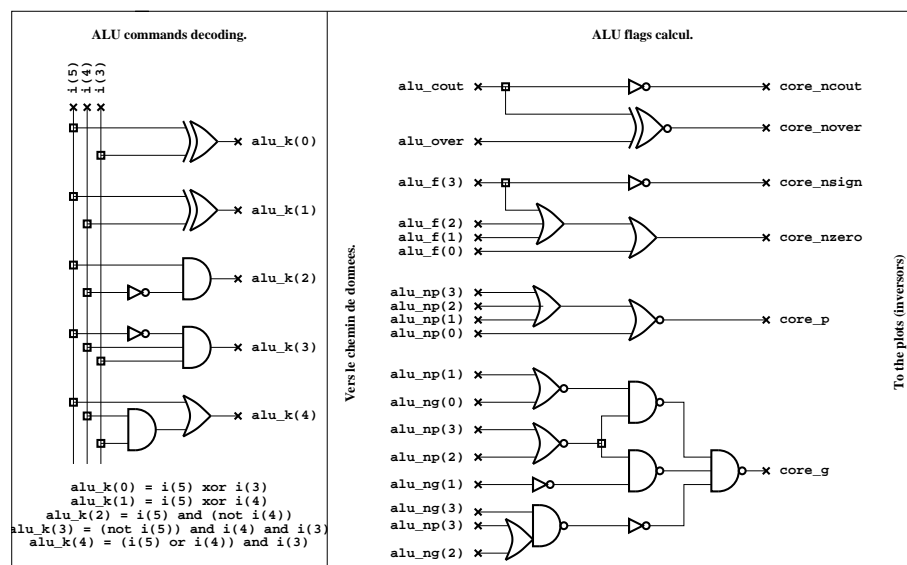 ALU commands decoding.
i(5)
i(4)
i(3)
alu_k(0)
alu_k(1)
alu_k(2)
alu_k(3)
alu_k(4)
alu_k(0) = i(5) xor i(3)
alu_k(1) = i(5) xor i(4)
alu_k(2) = i(5) and (not i(4))
alu_k(3) = (not i(5)) and i(4) and i(3)
alu_k(4) = (i(5) or i(4)) and i(3)
Vers le chemin de donnees.
ALU flags calcul.
alu_cout
core_ncout
core_nover
alu_over
alu_f(3)
core_nsign
alu_f(2)
alu_f(1)
core_nzero
alu_f(0)
alu_np(3)
alu_np(2)
alu_np(1)
core_p
alu_np(0)
alu_np(1)
alu_ng(0)
alu_np(3)
alu_np(2)
core_g
alu_ng(1)
alu_ng(3)
alu_np(3)
alu_ng(2)
To the plots (inversors)